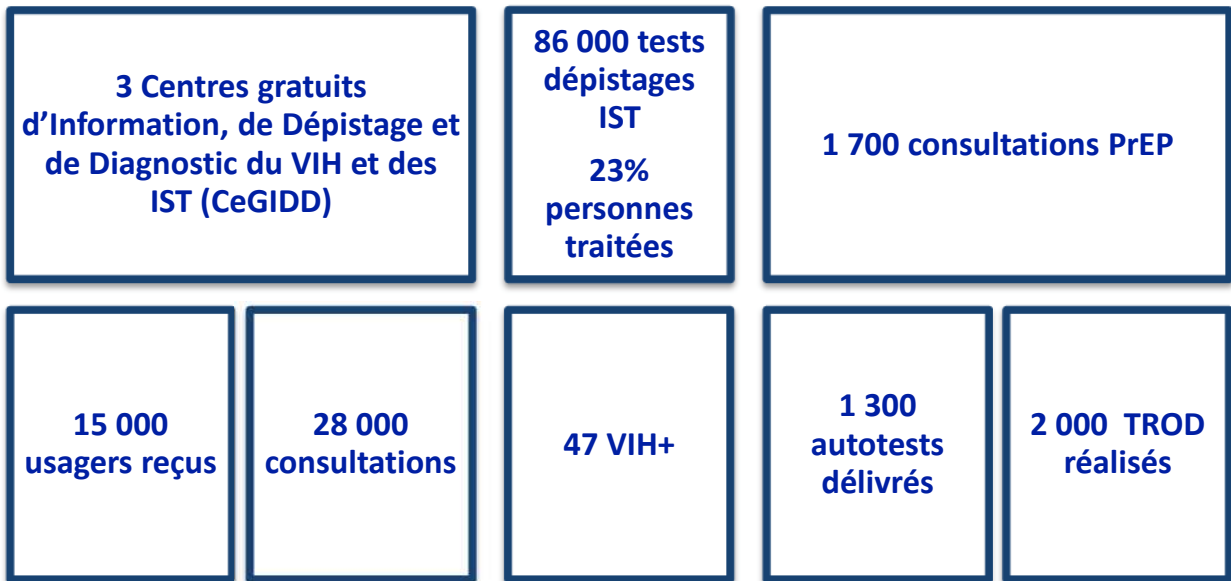 3 Centres gratuits
d’Information, de Dépistage et
de Diagnostic du VIH et des
IST (CeGIDD)
86 000 tests
dépistages
IST
23%
personnes
traitées
1 700 consultations PrEP
15 000
usagers reçus
28 000
consultations
47 VIH+
1 300
autotests
délivrés
2 000 TROD
réalisés